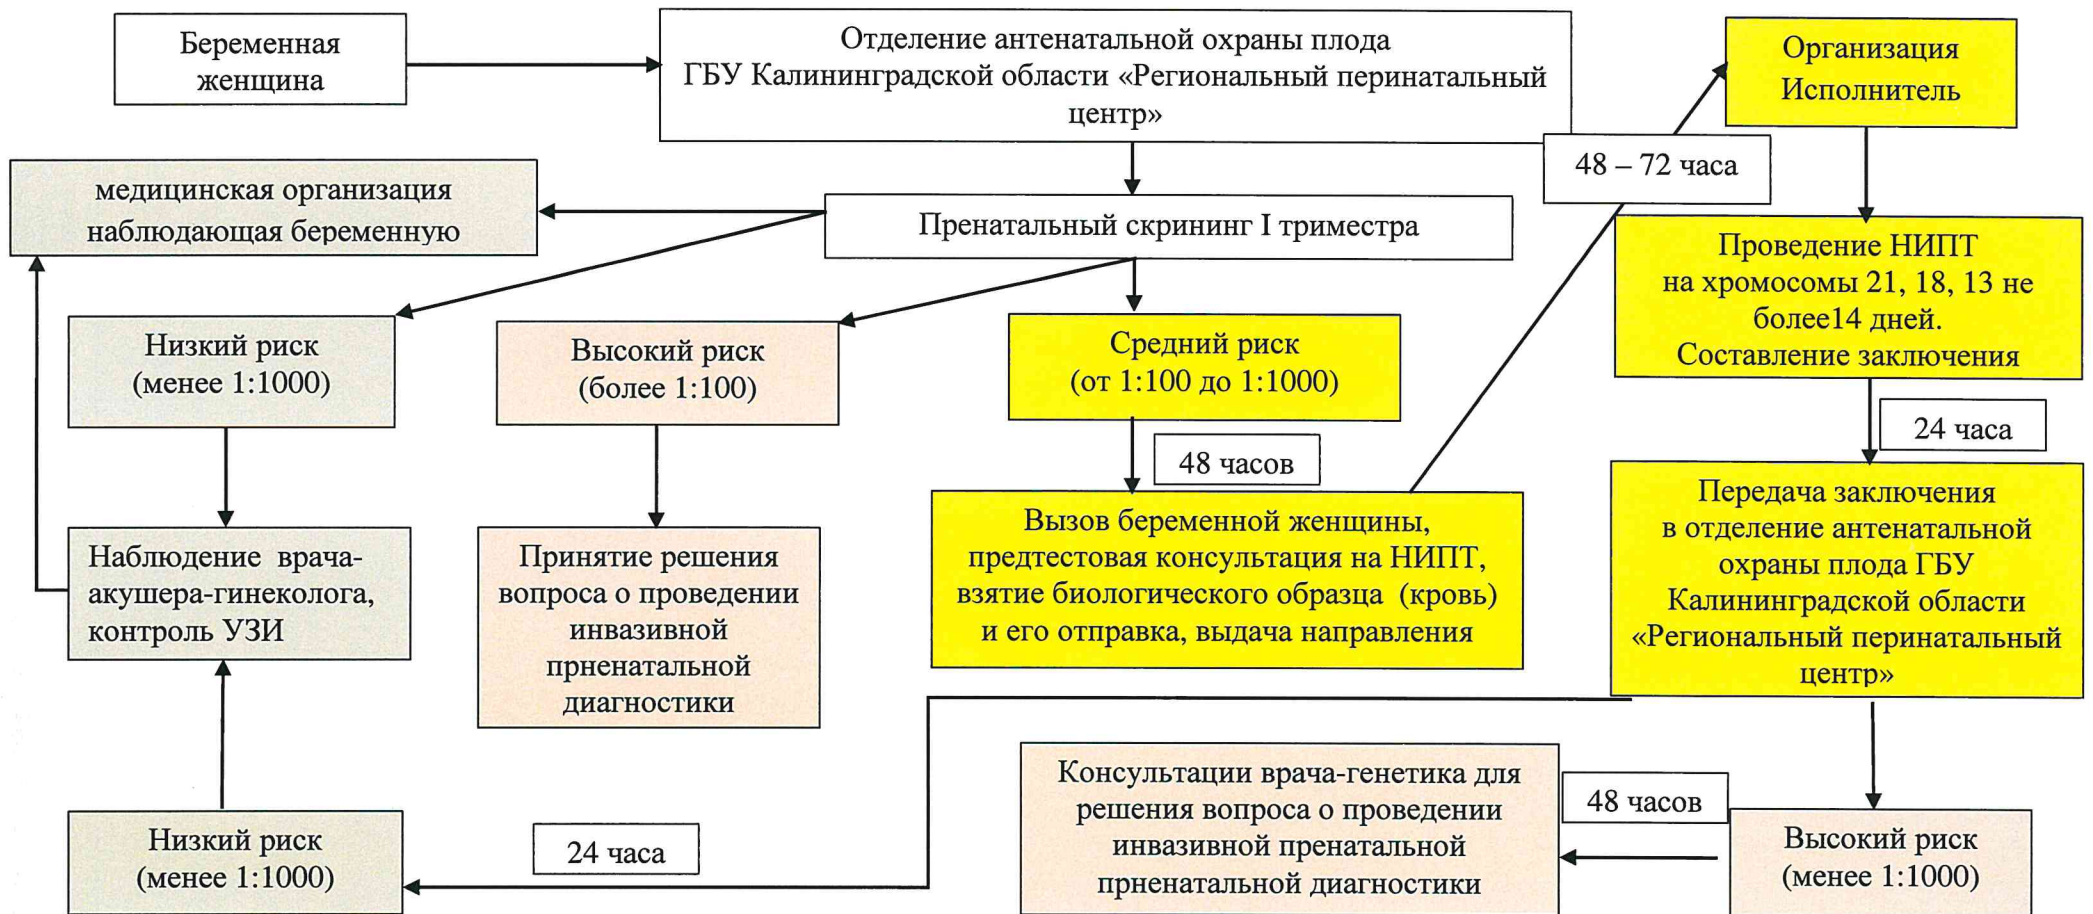 Беременная
женщина
Отделение антенатальной охраны плода
ГБУ Калининградской области «Региональный перинатальный
центр»
Организация
Исполнитель
48 – 72 часа
медицинская организация
наблюдающая беременную
Пренатальный скрининг I триместра
Проведение НИПТ
на хромосомы 21, 18, 13 не
более14 дней.
Составление заключения
Низкий риск
(менее 1:1000)
Высокий риск
(более 1:100)
Средний риск
(от 1:100 до 1:1000)
24 часа
48 часов
Наблюдение врача-
акушера-гинеколога,
контроль УЗИ
Принятие решения
вопроса о проведении
инвазивной
прненатальной
диагностики
Вызов беременной женщины,
предтестовая консультация на НИПТ,
взятие биологического образца (кровь)
и его отправка, выдача направления
Передача заключения
в отделение антенатальной
охраны плода ГБУ
Калининградской области
«Региональный перинатальный
центр»
Низкий риск
(менее 1:1000)
24 часа
Консультации врача-генетика для
решения вопроса о проведении
инвазивной пренатальной
прненатальной диагностики
48 часов
Высокий риск
(менее 1:1000)